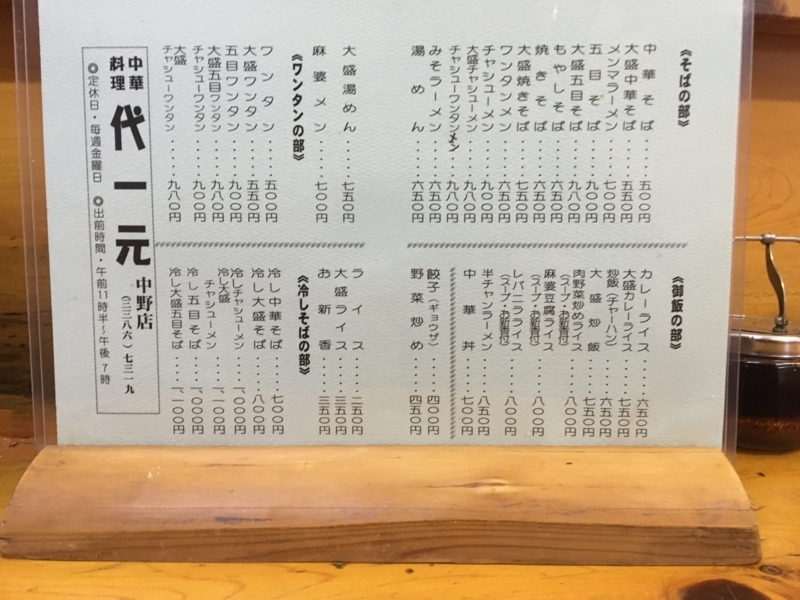 《そばの部》
中華そば・・・・・五〇〇円
大盛中華そば・・・・五五〇円
メンマラーメン・・・・七〇〇円
五目そば・・・・・九〇〇円
大盛五目そば・・・・九八〇円
もやしそば・・・・六五〇円
焼きそば・・・・・六五〇円
大盛焼きそば・・・・七五〇円
ワンタンメン・・・・六五〇円
チャシューメン・・・・九〇〇円
大盛チャシューメン・・・・九八〇円
チャシューワンタンメン・・・・九八〇円
みそラーメン・・・・六五〇円
湯めん・・・・・六五〇円
大盛湯めん・・・・・七五〇円
麻婆メン・・・・・七〇〇円
《ワンタンの部》
ワンタン・・・・・五〇〇円
大盛ワンタン・・・・五五〇円
五目ワンタン・・・・九〇〇円
大盛五目ワンタン・・・・九八〇円
チャシューワンタン・・・・九〇〇円
大盛
チャシューワンタン・・・・九八〇円
《御飯の部》
カレーライス・・・・六五〇円
大盛カレーライス・・・・七五〇円
炒飯(チャーハン)・・・・六五〇円
大盛炒飯・・・・七五〇円
肉野菜炒めライス
(スープ・お新香付)・・・・八〇〇円
麻婆豆腐ライス
(スープ・お新香付)・・・・八〇〇円
レバニラライス
(スープ・お新香付)・・・・八〇〇円
半チャンラーメン・・・・八五〇円
中華丼・・・・・七〇〇円
餃子(ギョウザ)・・・・四〇〇円
野菜炒め・・・・四五〇円
ライス・・・・・二五〇円
大盛ライス・・・・三五〇円
お新香・・・・・三五〇円
《冷しそばの部》
冷し中華そば・・・・七〇〇円
冷し大盛そば・・・・八〇〇円
冷しチャシューメン・・・・一、〇〇〇円
冷し大盛
チャシューメン・・・・一、一〇〇円
冷し五目そば・・・・一、〇〇〇円
冷し大盛五目そば・・・・一、一〇〇円
中華料理 代一元 中野店
(三三八六)七三一九
◎定休日・毎週金曜日 ◎出前時間・午前11時半〜午後7時